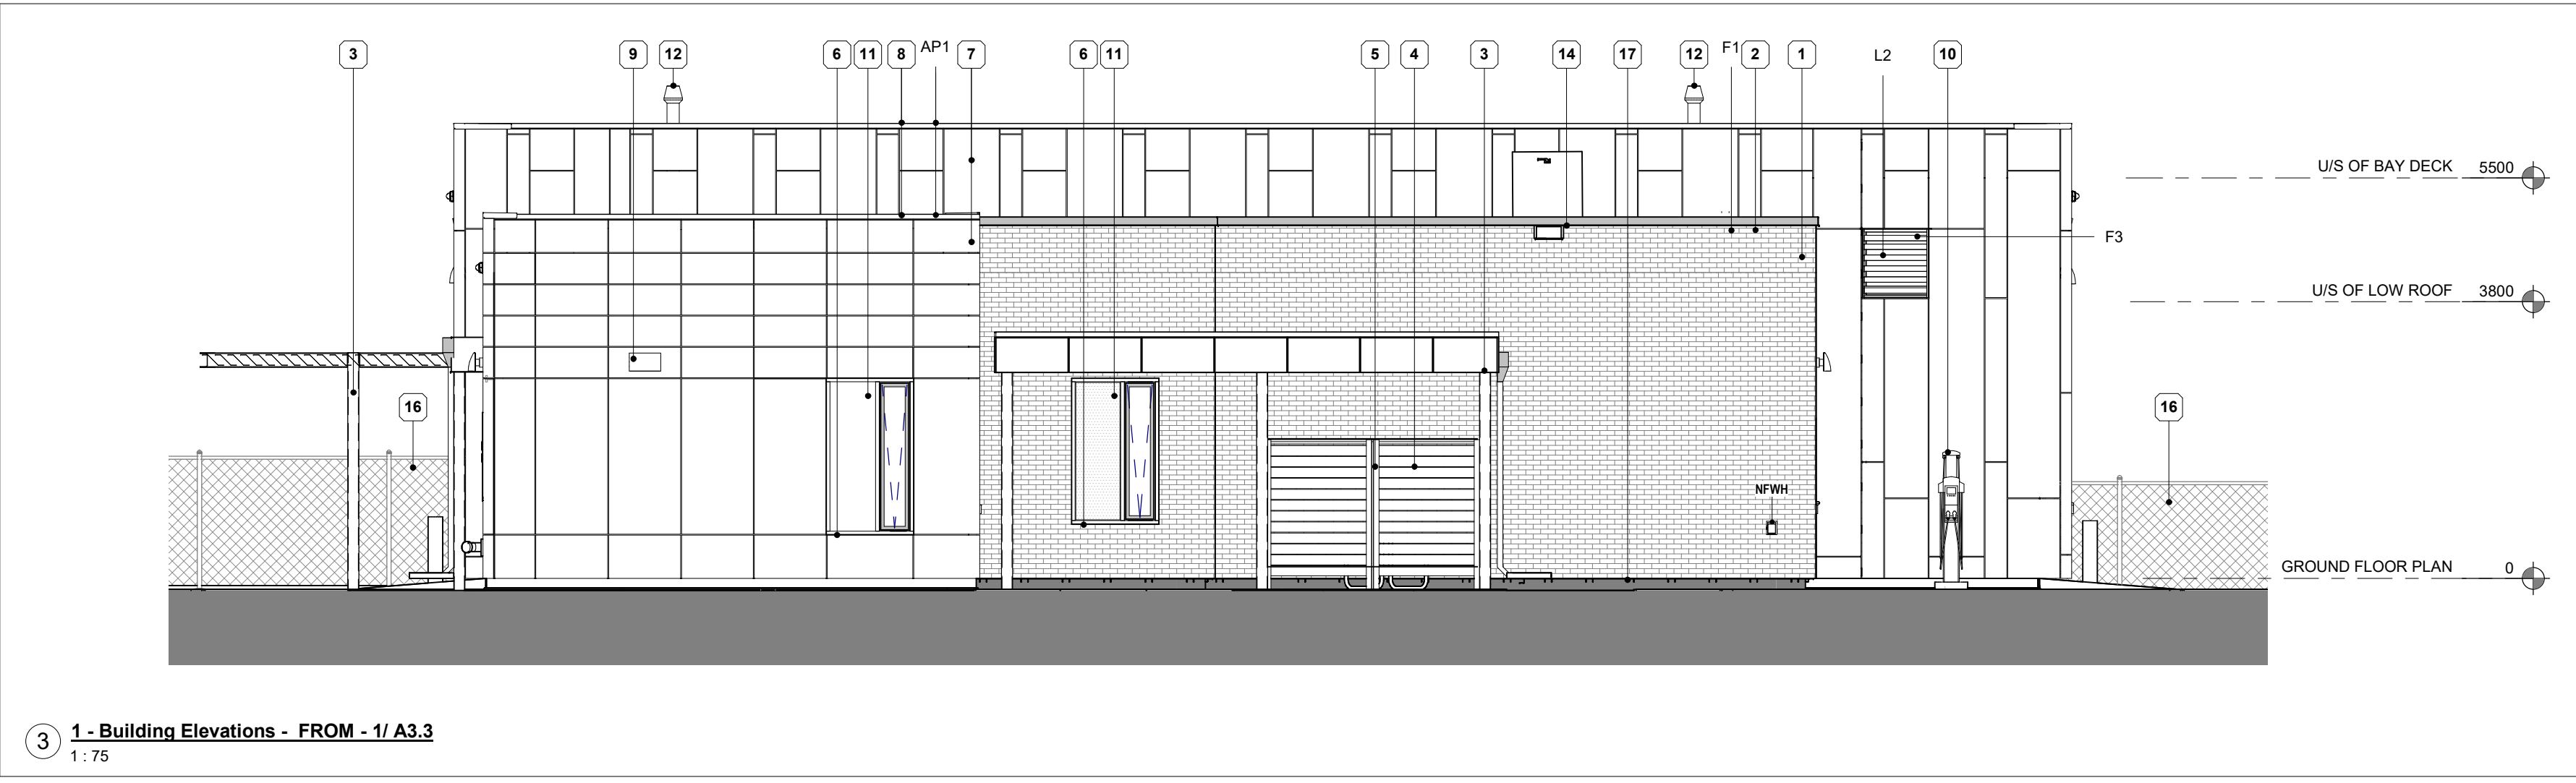 3 9 12 6 11 8 AP1 7 6 11 5 4 3 14 17 12 F1 2 1 L2 10
U/S OF BAY DECK 5500
F3
U/S OF LOW ROOF 3800
16 16
NFWH
GROUND FLOOR PLAN 0
3 1 - Building Elevations - FROM - 1/ A3.3
1 : 75